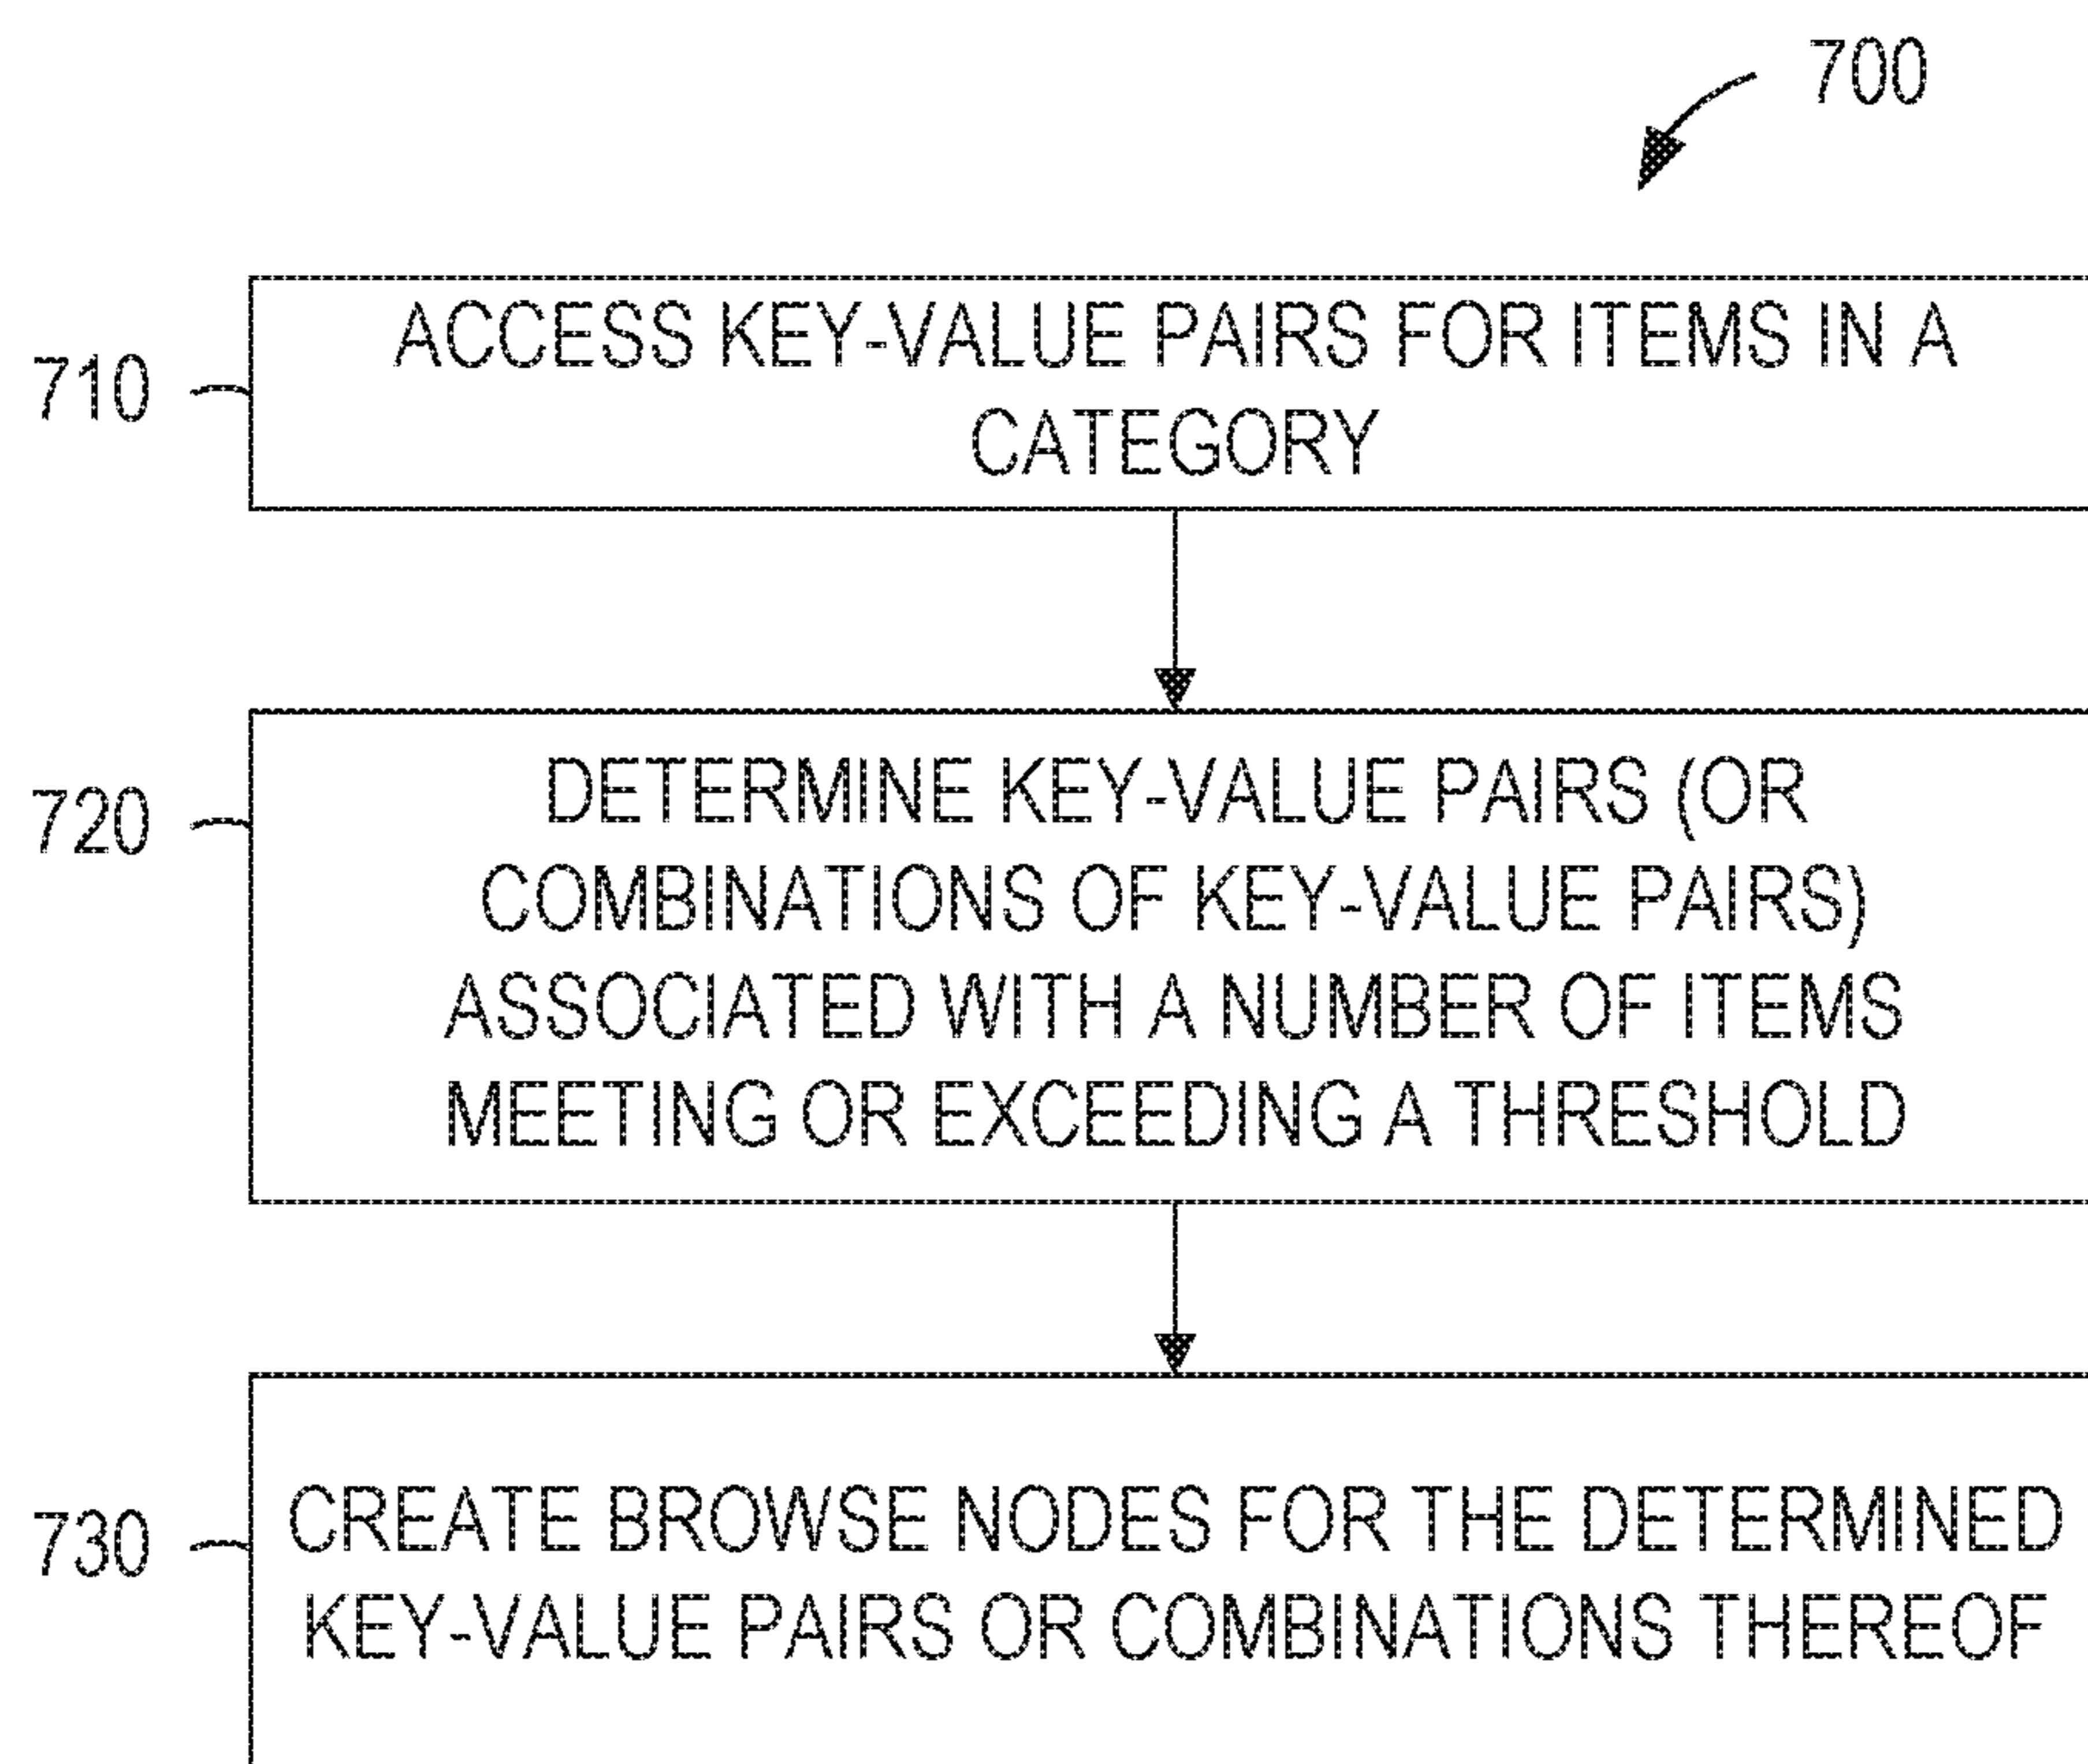 700
710
ACCESS KEY-VALUE PAIRS FOR ITEMS IN A
CATEGORY
720
DETERMINE KEY-VALUE PAIRS (OR
COMBINATIONS OF KEY-VALUE PAIRS)
ASSOCIATED WITH A NUMBER OF ITEMS
MEETING OR EXCEEDING A THRESHOLD
730
CREATE BROWSE NODES FOR THE DETERMINED
KEY-VALUE PAIRS OR COMBINATIONS THEREOF